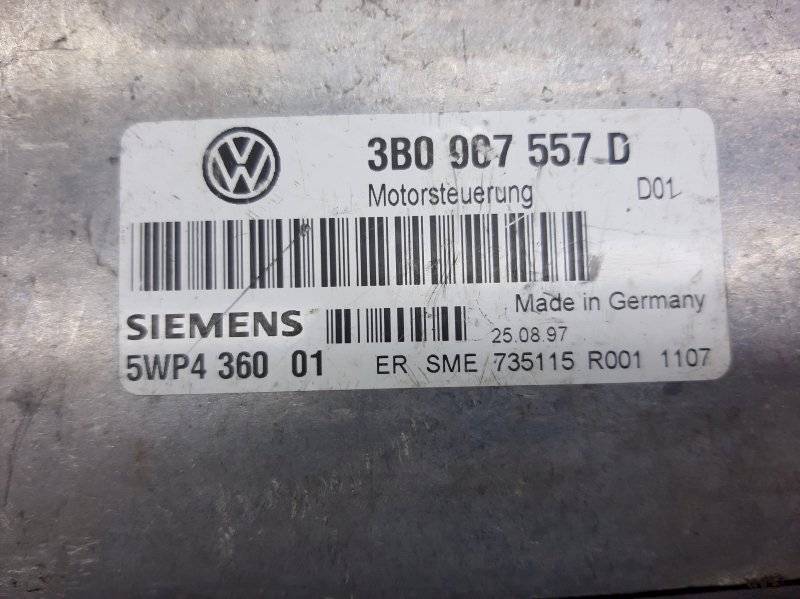 3B0 907 557 D
Motorsteuerung D01
Made in Germany
SIEMENS 25.08.97
5WP4 360 01 ER SME 735115 R001 1107